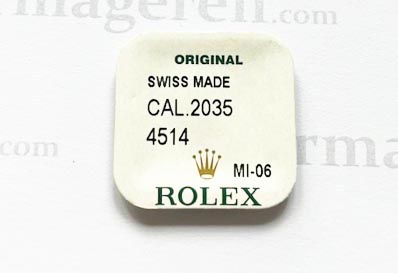 ORIGINAL
SWISS MADE
CAL.2035
4514
MI-06
ROLEX